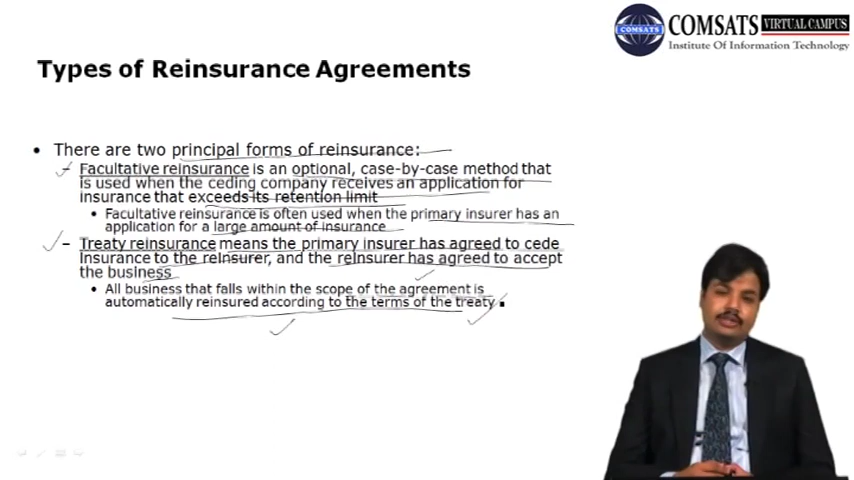 COMSATS VIRTUAL CAMPUS
Institute Of Information Technology
COMSATS
Types of Reinsurance Agreements
• There are two principal forms of reinsurance:
– Facultative reinsurance is an optional, case-by-case method that
is used when the ceding company receives an application for
insurance that exceeds its retention limit
• Facultative reinsurance is often used when the primary insurer has an
application for a large amount of insurance
– Treaty reinsurance means the primary insurer has agreed to cede
insurance to the reinsurer, and the reinsurer has agreed to accept
the business
• All business that falls within the scope of the agreement is
automatically reinsured according to the terms of the treaty